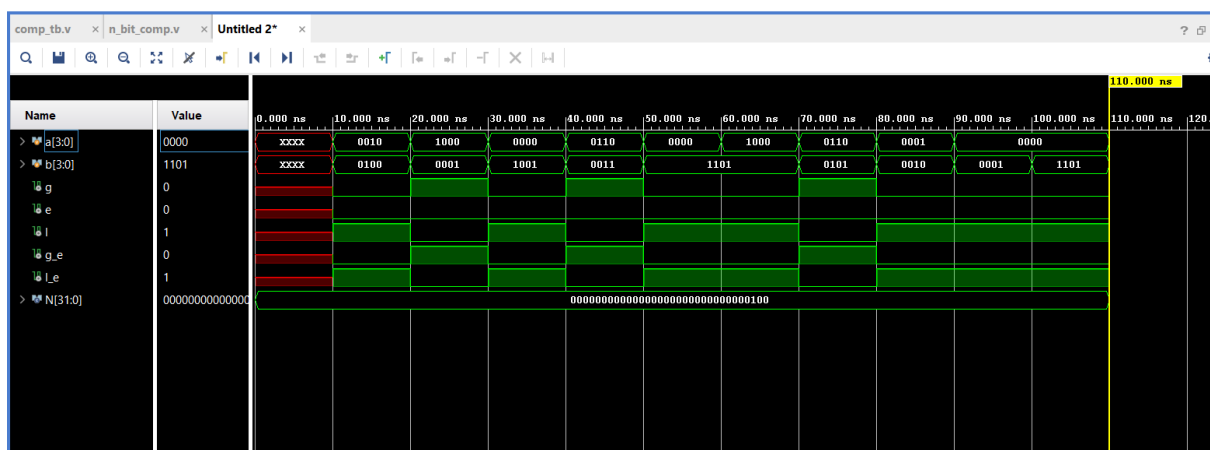 comp_tb.v × n_bit_comp.v × Untitled 2* × ?
110.000 ns
Name Value 0.000 ns 10.000 ns 20.000 ns 30.000 ns 40.000 ns 50.000 ns 60.000 ns 70.000 ns 80.000 ns 90.000 ns 100.000 ns 110.000 ns 120.
a[3:0] 0000 XXXX 0010 1000 0000 0110 0000 1000 0110 0001 0000
b[3:0] 1101 XXXX 0100 0001 1001 0011 1101 0101 0010 0001 1101
g 0
e 0
l 1
g_e 0
l_e 1
N[31:0] 00000000000000 00000000000000000000000000000100